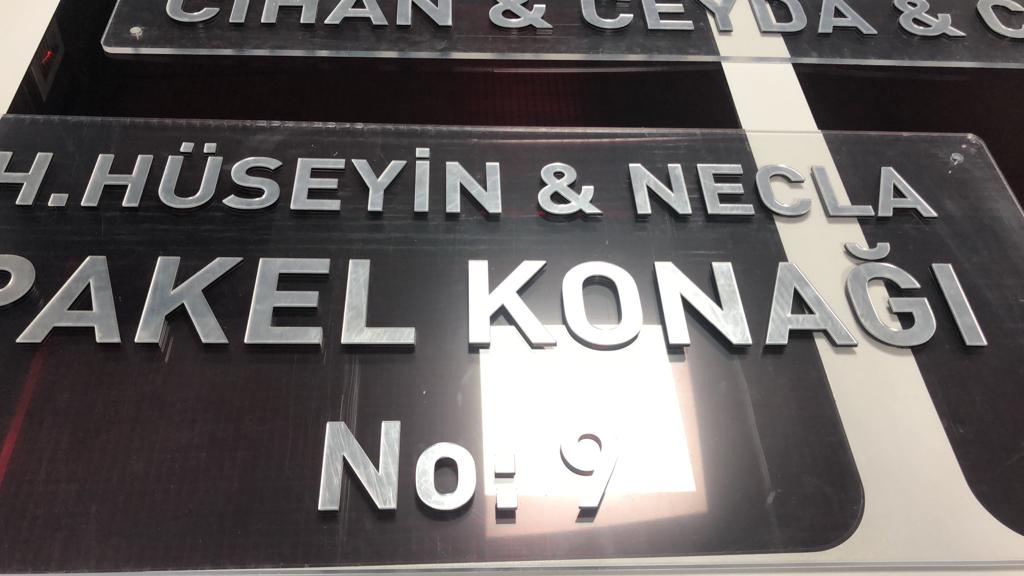 CİHAN & CEYDA &
H.HÜSEYİN & NECLA
PAKEL KONAĞI
No: 9